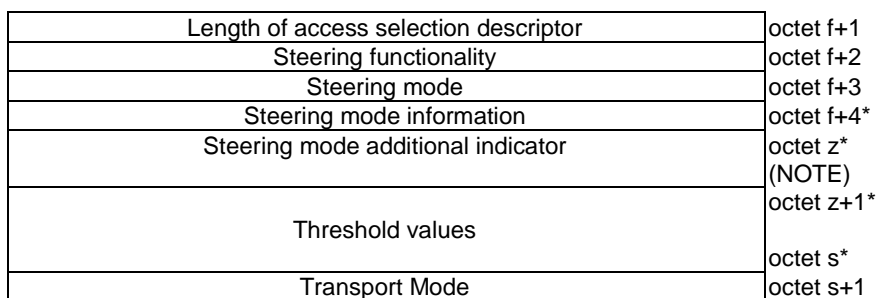 Length of access selection descriptor octet f+1
Steering functionality octet f+2
Steering mode octet f+3
Steering mode information octet f+4*
Steering mode additional indicator octet z*
(NOTE)
octet z+1*
Threshold values
octet s*
Transport Mode octet s+1